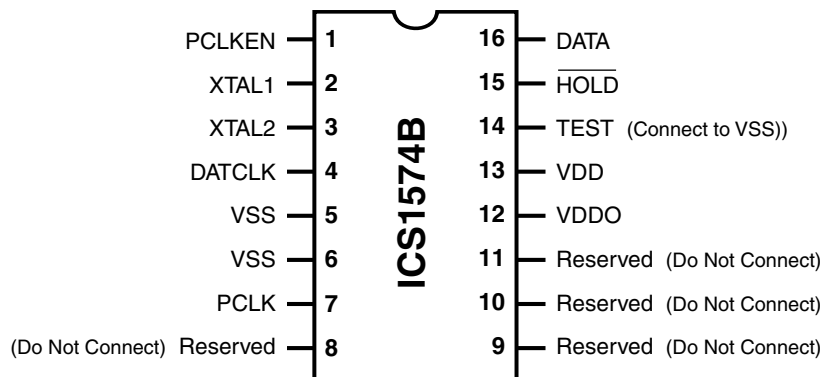 PCLKEN 1 16 DATA
XTAL1 2 15 HOLD
XTAL2 3 14 TEST (Connect to VSS))
DATCLK 4 13 VDD
VSS 5 12 VDDO
VSS 6 11 Reserved (Do Not Connect)
PCLK 7 10 Reserved (Do Not Connect)
(Do Not Connect) Reserved 8 9 Reserved (Do Not Connect)
ICS1574B